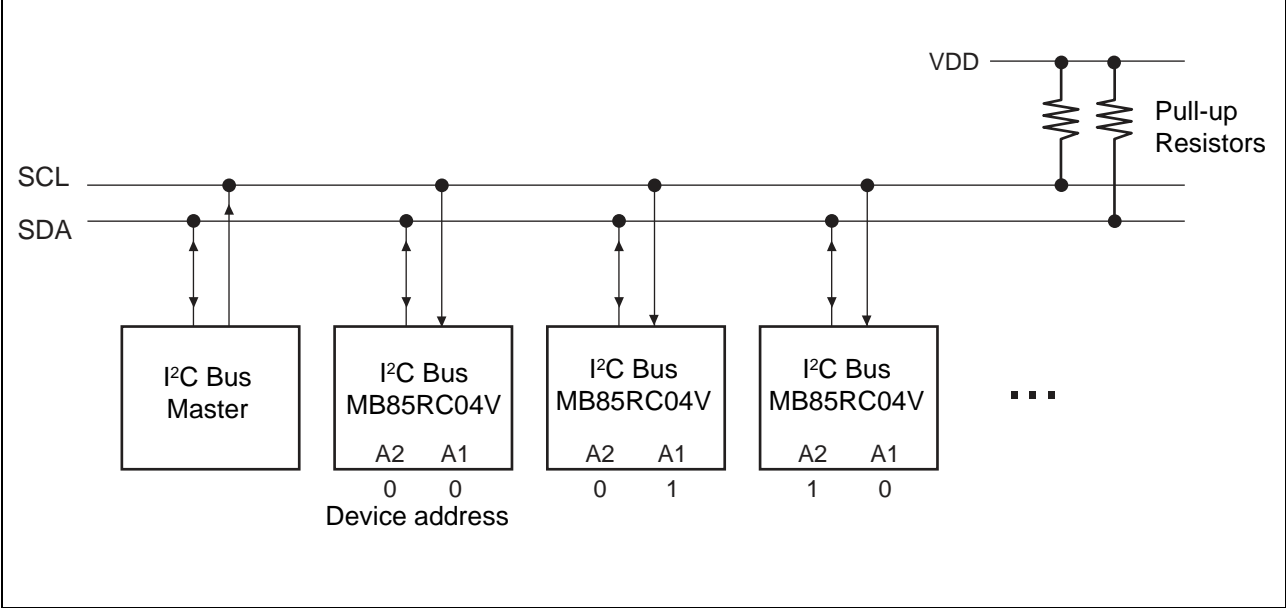 VDD
Pull-up
Resistors
SCL
SDA
I²C Bus
Master
I²C Bus
MB85RC04V
A2 A1
0 0
Device address
I²C Bus
MB85RC04V
A2 A1
0 1
I²C Bus
MB85RC04V
A2 A1
1 0
...